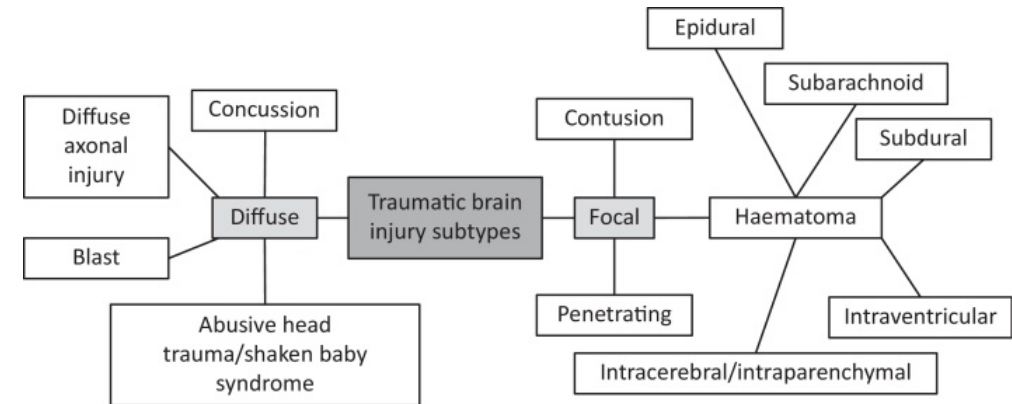 Epidural
Subarachnoid
Subdural
Diffuse
axonal
injury
Concussion
Contusion
Diffuse
Traumatic brain
injury subtypes
Focal
Haematoma
Blast
Penetrating
Intraventricular
Abusive head
trauma/shaken baby
syndrome
Intracerebral/intraparenchymal